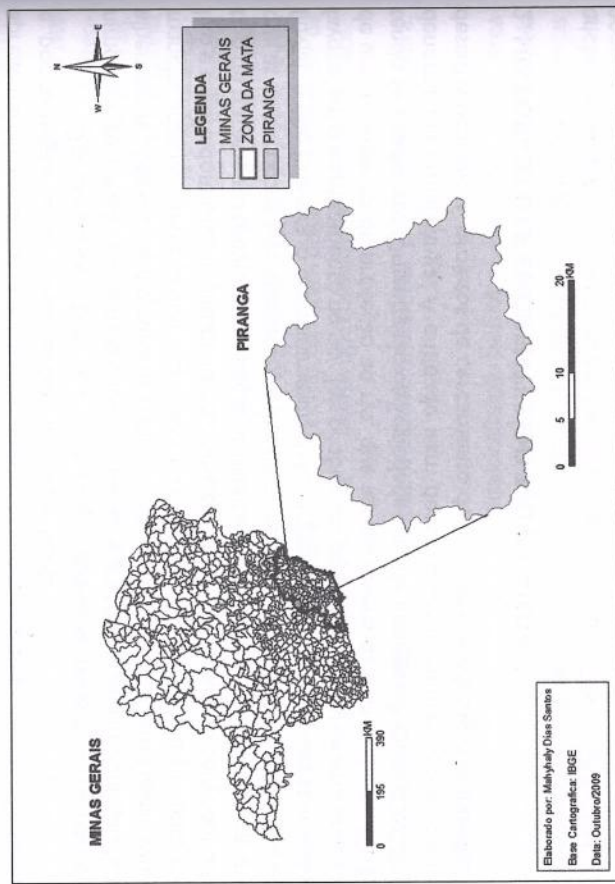 MINAS GERAIS
0 195 390
KM
PIRANGA
0 5 10 20
KM
N
W E
S
LEGENDA
MINAS GERAIS
ZONA DA MATA
PIRANGA
Elaborado por: Mahyhaly Dias Santos
Base Cartografica: IBGE
Data: Outubro/2009